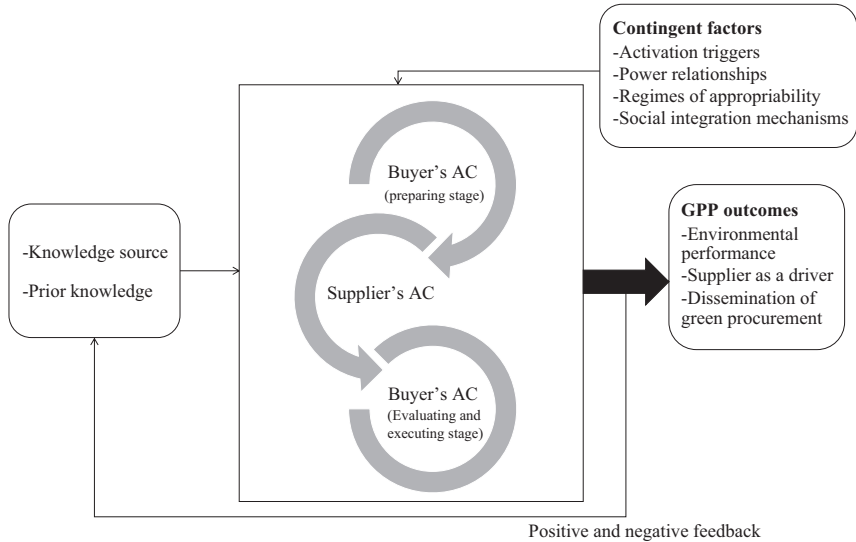 Contingent factors
-Activation triggers
-Power relationships
-Regimes of appropriability
-Social integration mechanisms
Buyer's AC
(preparing stage)
-Knowledge source
-Prior knowledge
Supplier's AC
GPP outcomes
-Environmental
performance
-Supplier as a driver
-Dissemination of
green procurement
Buyer's AC
(Evaluating and
executing stage)
Positive and negative feedback